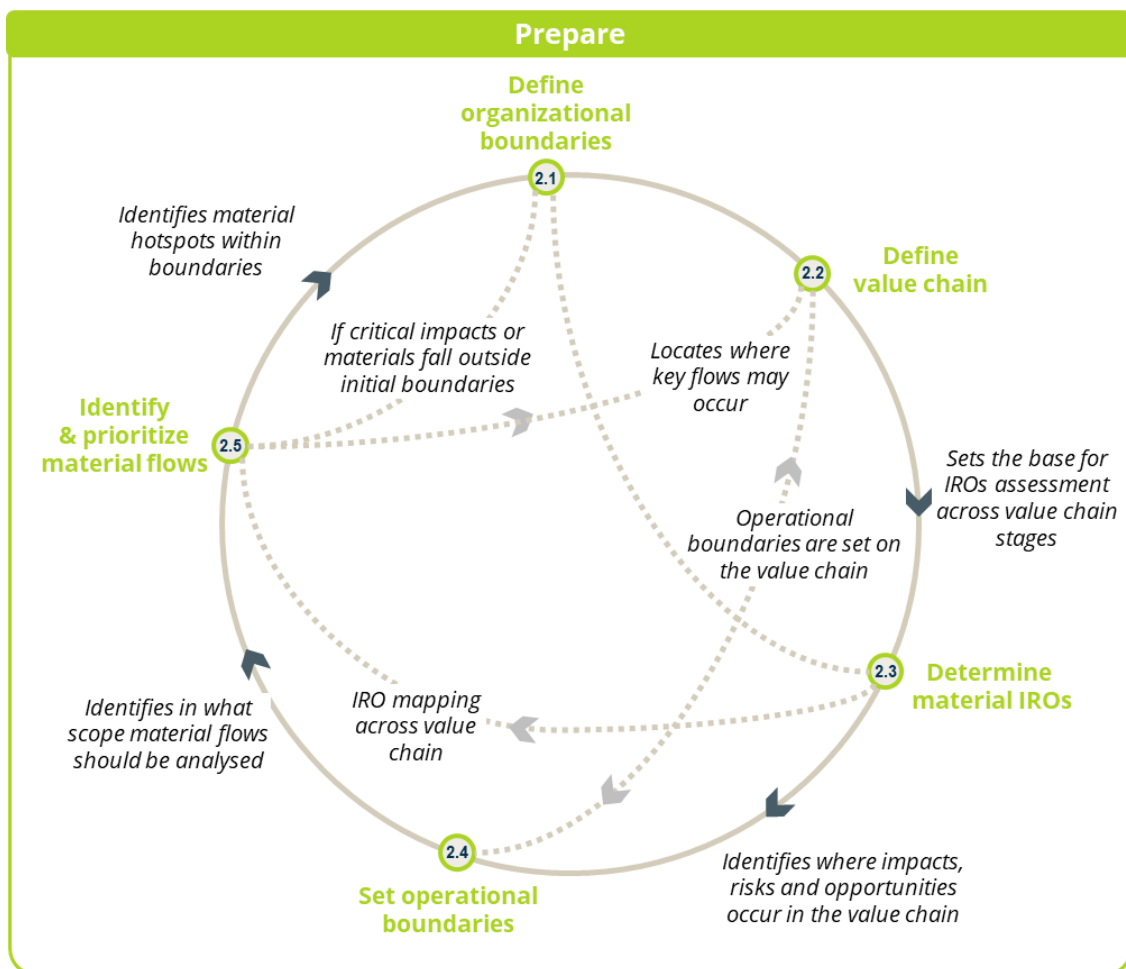 Prepare
Define
organizational
boundaries
2.1
Identifies material
hotspots within
boundaries
2.2
Define
value chain
If critical impacts or
materials fall outside
initial boundaries
Locates where
key flows may
occur
Identify
& prioritize
material flows
2.5
Sets the base for
IROs assessment
across value chain
stages
Operational
boundaries are set on
the value chain
2.3
Determine
material IROs
Identifies in what
scope material flows
should be analysed
IRO mapping
across value
chain
2.4
Set operational
boundaries
Identifies where impacts,
risks and opportunities
occur in the value chain